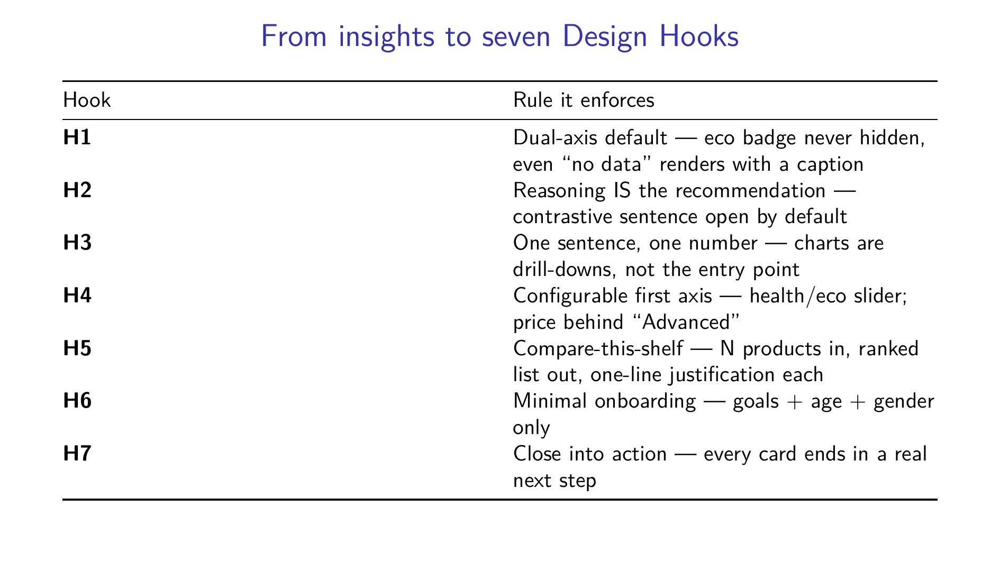 From insights to seven Design Hooks
Hook Rule it enforces
H1 Dual-axis default — eco badge never hidden,
even “no data” renders with a caption
H2 Reasoning IS the recommendation —
contrastive sentence open by default
H3 One sentence, one number — charts are
drill-downs, not the entry point
H4 Configurable first axis — health/eco slider;
price behind “Advanced”
H5 Compare-this-shelf — N products in, ranked
list out, one-line justification each
H6 Minimal onboarding — goals + age + gender
only
H7 Close into action — every card ends in a real
next step